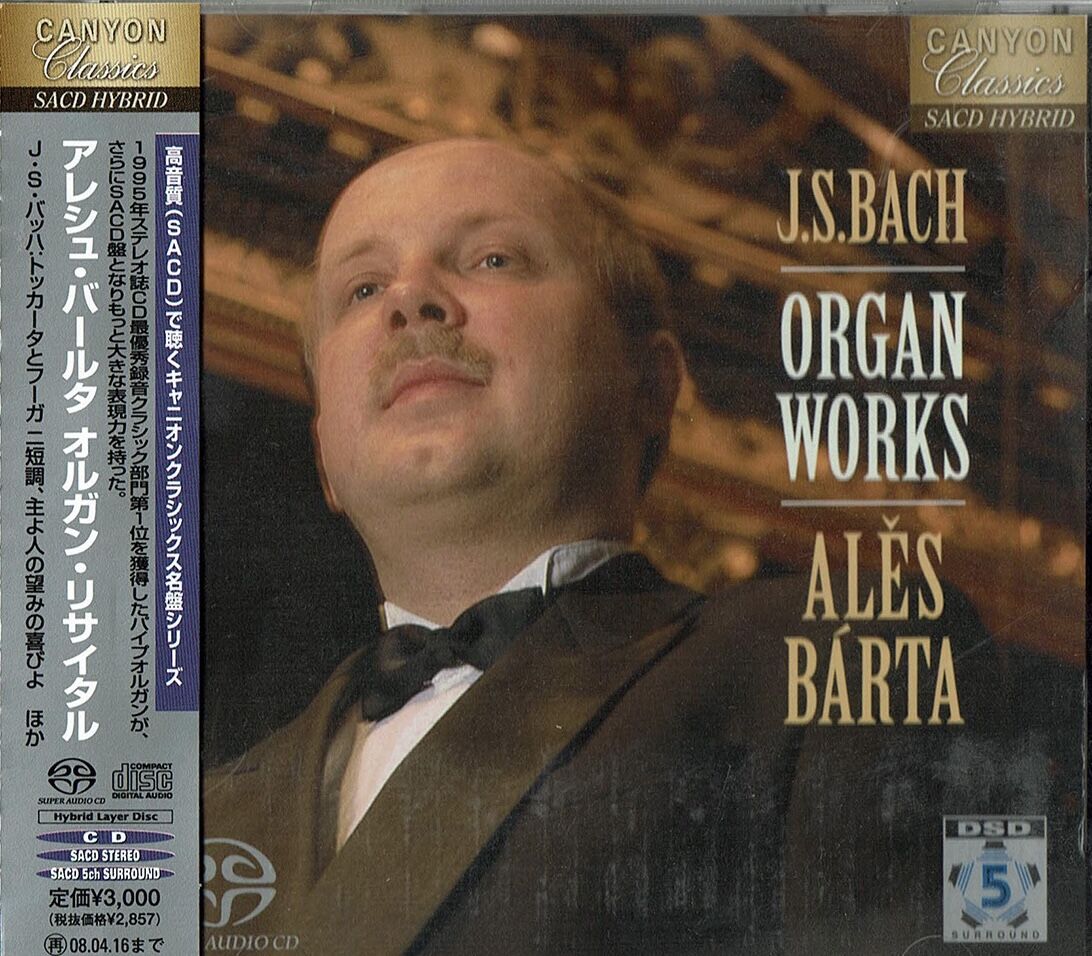 CANYON
Classics
SACD HYBRID
高音質(SACD)で聴くキャニオンクラシックス名盤シリーズ
1995年ステレオ誌CD最優秀録音クラシック部門第1位を獲得したパイプオルガンが、
さらにSACD盤となりもっと大きな表現力を持った。
アレシュ・バールタ オルガン・リサイタル
J・S・バッハ:トッカータとフーガ ニ短調、主よ人の望みの喜びよ ほか
SUPER AUDIO CD
COMPACT
disc
DIGITAL AUDIO
Hybrid Layer Disc
CD
SACD STEREO
SACD 5ch SURROUND
定価¥3,000
(税抜価格¥2,857)
再08.04.16まで
CANYON
Classics
SACD HYBRID
J.S.BACH
ORGAN
WORKS
ALĚS
BÁRTA
AUDIO CD
DSD
5
SURROUND